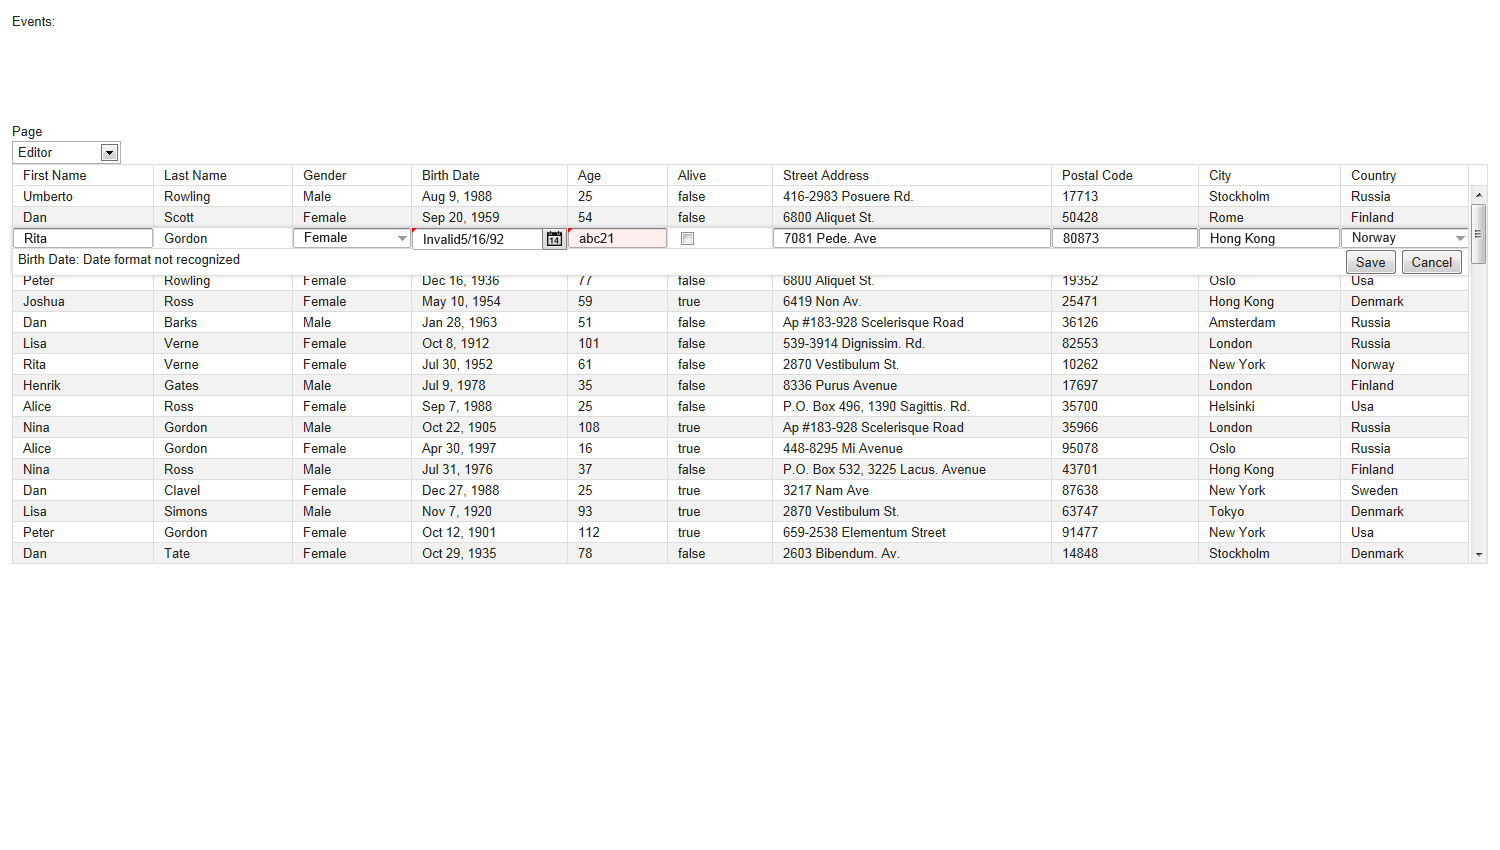 Events:
Page
Editor
First Name Last Name Gender Birth Date Age Alive Street Address Postal Code City Country
Umberto Rowling Male Aug 9, 1988 25 false 416-2983 Posuere Rd. 17713 Stockholm Russia
Dan Scott Female Sep 20, 1959 54 false 6800 Aliquet St. 50428 Rome Finland
Rita Gordon Female Invalid5/16/92 14 abc21 7081 Pede. Ave 80873 Hong Kong Norway
Birth Date: Date format not recognized Save Cancel
Peter Rowling Female Dec 16, 1936 77 false 6800 Aliquet St. 19352 Oslo Usa
Joshua Ross Female May 10, 1954 59 true 6419 Non Av. 25471 Hong Kong Denmark
Dan Barks Male Jan 28, 1963 51 false Ap #183-928 Scelerisque Road 36126 Amsterdam Russia
Lisa Verne Female Oct 8, 1912 101 false 539-3914 Dignissim. Rd. 82553 London Russia
Rita Verne Female Jul 30, 1952 61 false 2870 Vestibulum St. 10262 New York Norway
Henrik Gates Male Jul 9, 1978 35 false 8336 Purus Avenue 17697 London Finland
Alice Ross Female Sep 7, 1988 25 false P.O. Box 496, 1390 Sagittis. Rd. 35700 Helsinki Usa
Nina Gordon Male Oct 22, 1905 108 true Ap #183-928 Scelerisque Road 35966 London Russia
Alice Gordon Female Apr 30, 1997 16 true 448-8295 Mi Avenue 95078 Oslo Russia
Nina Ross Male Jul 31, 1976 37 false P.O. Box 532, 3225 Lacus. Avenue 43701 Hong Kong Finland
Dan Clavel Female Dec 27, 1988 25 true 3217 Nam Ave 87638 New York Sweden
Lisa Simons Male Nov 7, 1920 93 true 2870 Vestibulum St. 63747 Tokyo Denmark
Peter Gordon Female Oct 12, 1901 112 true 659-2538 Elementum Street 91477 New York Usa
Dan Tate Female Oct 29, 1935 78 false 2603 Bibendum. Av. 14848 Stockholm Denmark